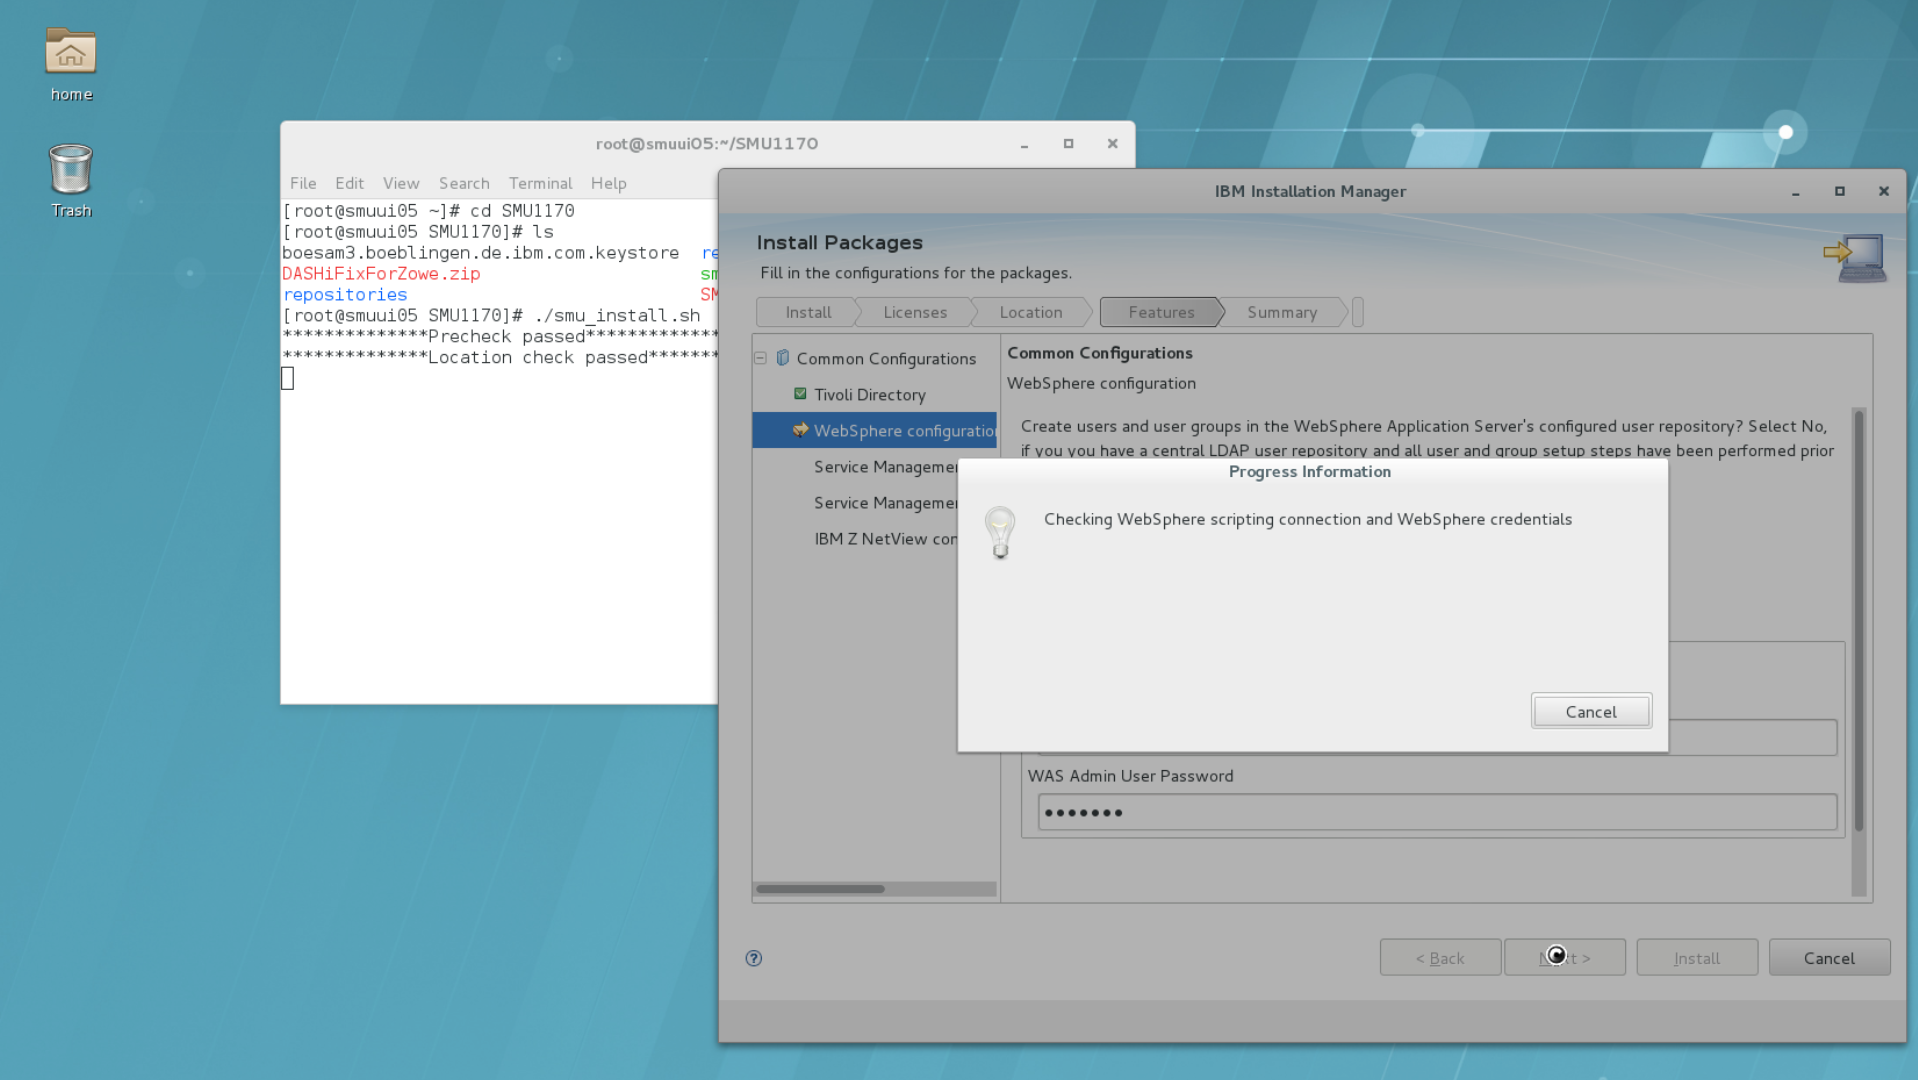 home
Trash
root@smuui05:~/SMU1170
File Edit View Search Terminal Help
[root@smuui05 ~]# cd SMU1170
[root@smuui05 SMU1170]# ls
boesam3.boeblingen.de.ibm.com.keystore re
DASHiFixForZowe.zip sm
repositories SM
[root@smuui05 SMU1170]# ./smu_install.sh
**************Precheck passed*************
**************Location check passed*******
IBM Installation Manager
Install Packages
Fill in the configurations for the packages.
Install Licenses Location Features Summary
Common Configurations
Tivoli Directory
WebSphere configuration
Service Managemen
Service Managemen
IBM Z NetView con
Common Configurations
WebSphere configuration
Create users and user groups in the WebSphere Application Server's configured user repository? Select No,
if you you have a central LDAP user repository and all user and group setup steps have been performed prior
Progress Information
Checking WebSphere scripting connection and WebSphere credentials
Cancel
WAS Admin User Password
•••••••
< Back Next > Install Cancel